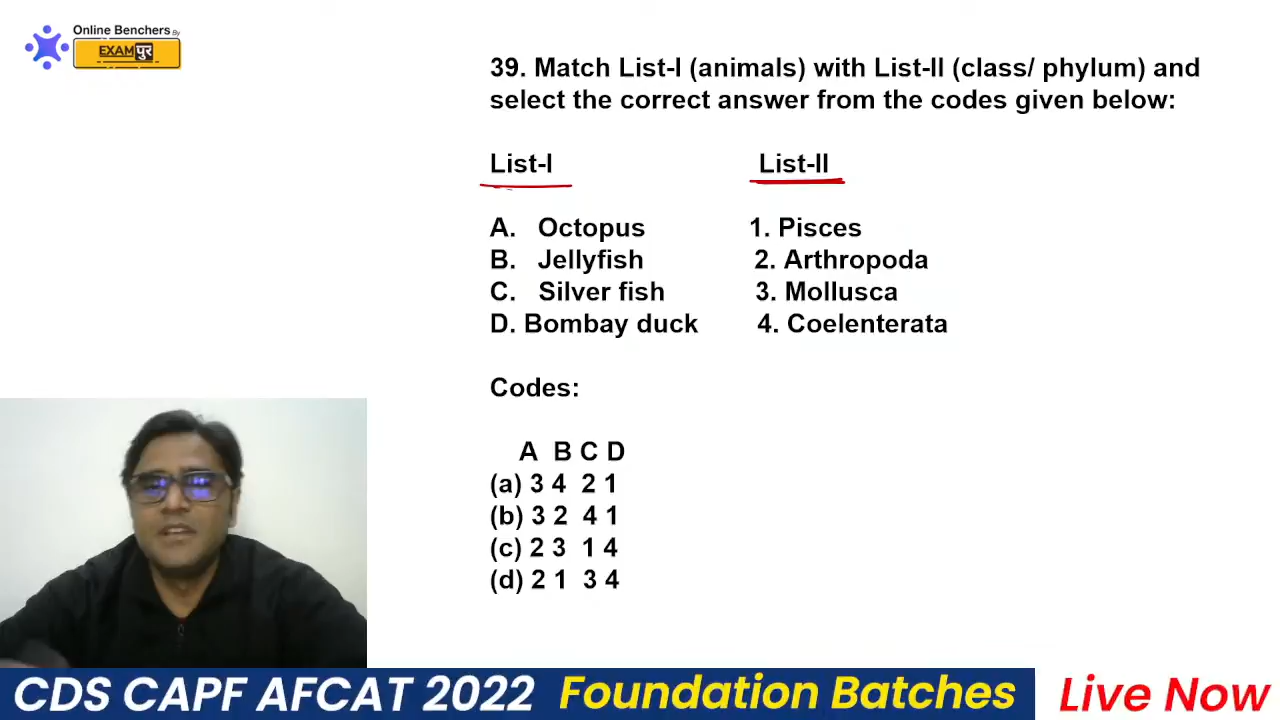 Online Benchers By
EXAM पुर
39. Match List-I (animals) with List-II (class/ phylum) and
select the correct answer from the codes given below:
List-I List-II
A. Octopus 1. Pisces
B. Jellyfish 2. Arthropoda
C. Silver fish 3. Mollusca
D. Bombay duck 4. Coelenterata
Codes:
A B C D
(a) 3 4 2 1
(b) 3 2 4 1
(c) 2 3 1 4
(d) 2 1 3 4
CDS CAPF AFCAT 2022 Foundation Batches Live Now